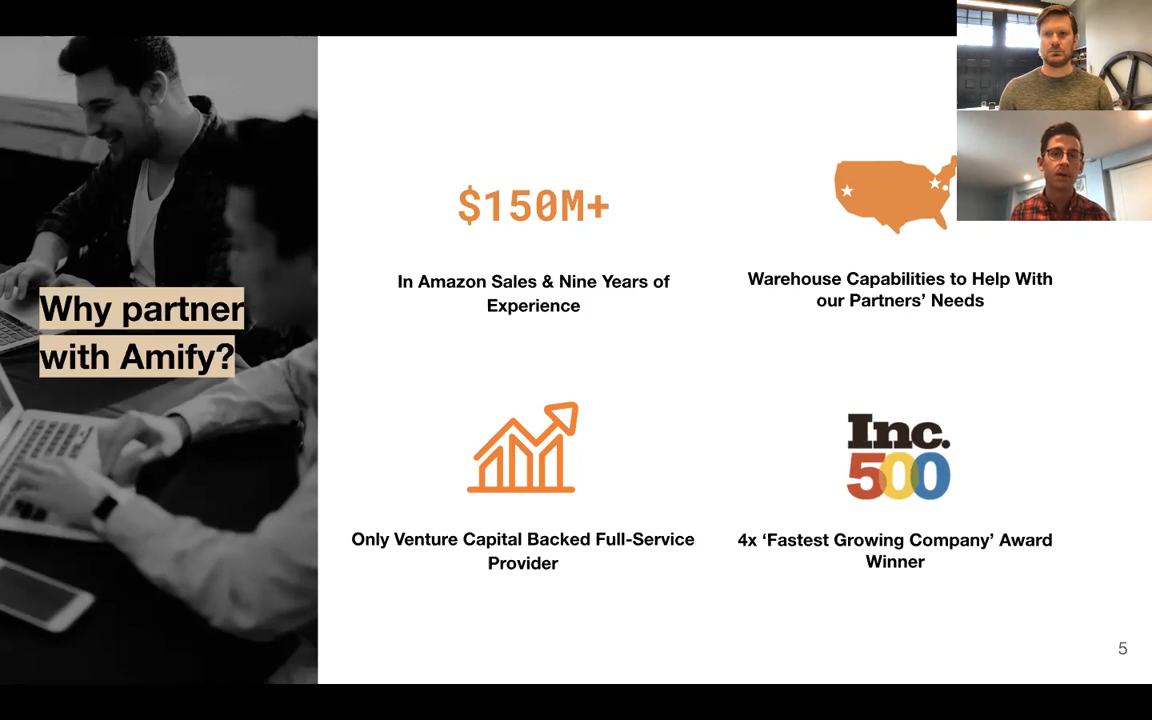 Why partner
with Amify?
$150M+
In Amazon Sales & Nine Years of
Experience
Warehouse Capabilities to Help With
our Partners’ Needs
Only Venture Capital Backed Full-Service
Provider
Inc.
500
4x ‘Fastest Growing Company’ Award
Winner
5